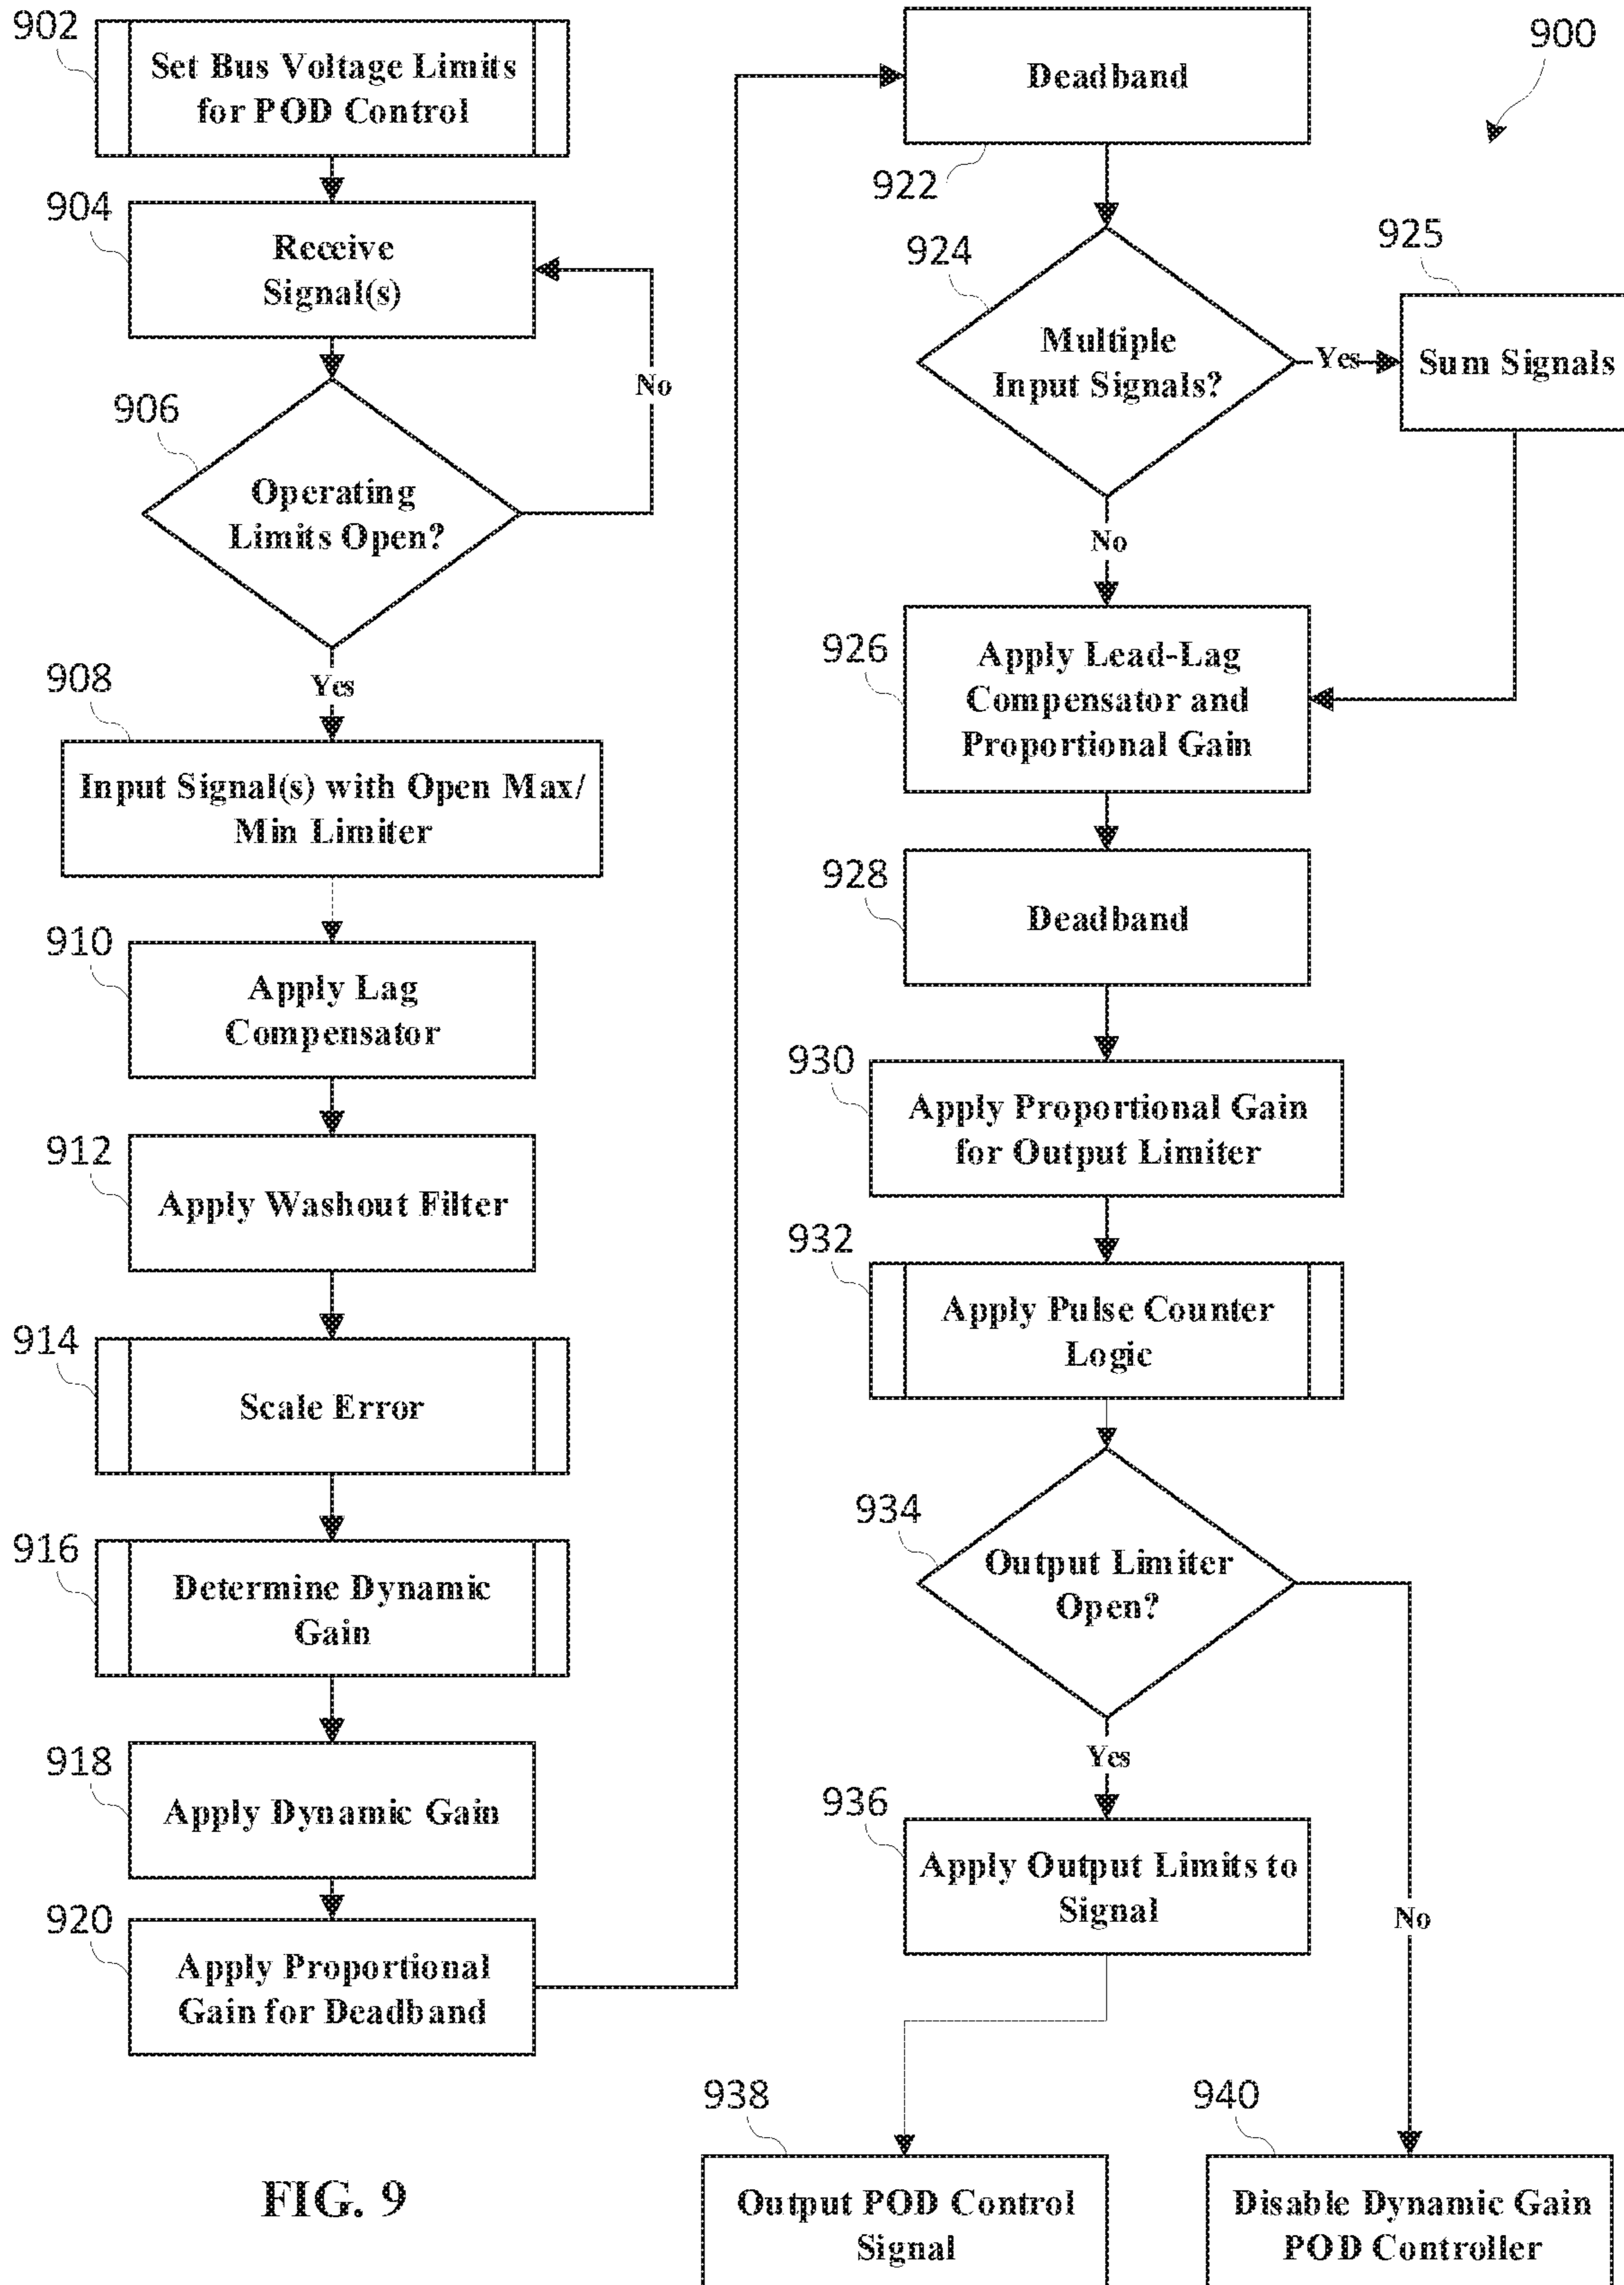 902
Set Bus Voltage Limits
for POD Control
904
Receive
Signal(s)
No
906
Operating
Limits Open?
Yes
908
Input Signal(s) with Open Max/
Min Limiter
910
Apply Lag
Compensator
912
Apply Washout Filter
914
Scale Error
916
Determine Dynamic
Gain
918
Apply Dynamic Gain
920
Apply Proportional
Gain for Deadband
900
Deadband
922
924
Multiple
Input Signals?
Yes
925
Sum Signals
No
926
Apply Lead-Lag
Compensator and
Proportional Gain
928
Deadband
930
Apply Proportional Gain
for Output Limiter
932
Apply Pulse Counter
Logic
934
Output Limiter
Open?
Yes
936
Apply Output Limits to
Signal
No
938
Output POD Control
Signal
940
Disable Dynamic Gain
POD Controller
FIG. 9